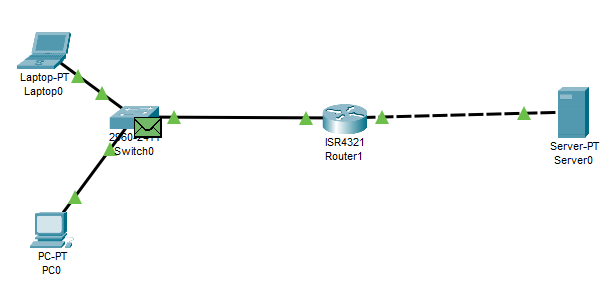 Laptop-PT
Laptop0
Switch0
ISR4321
Router1
Server-PT
Server0
PC-PT
PC0